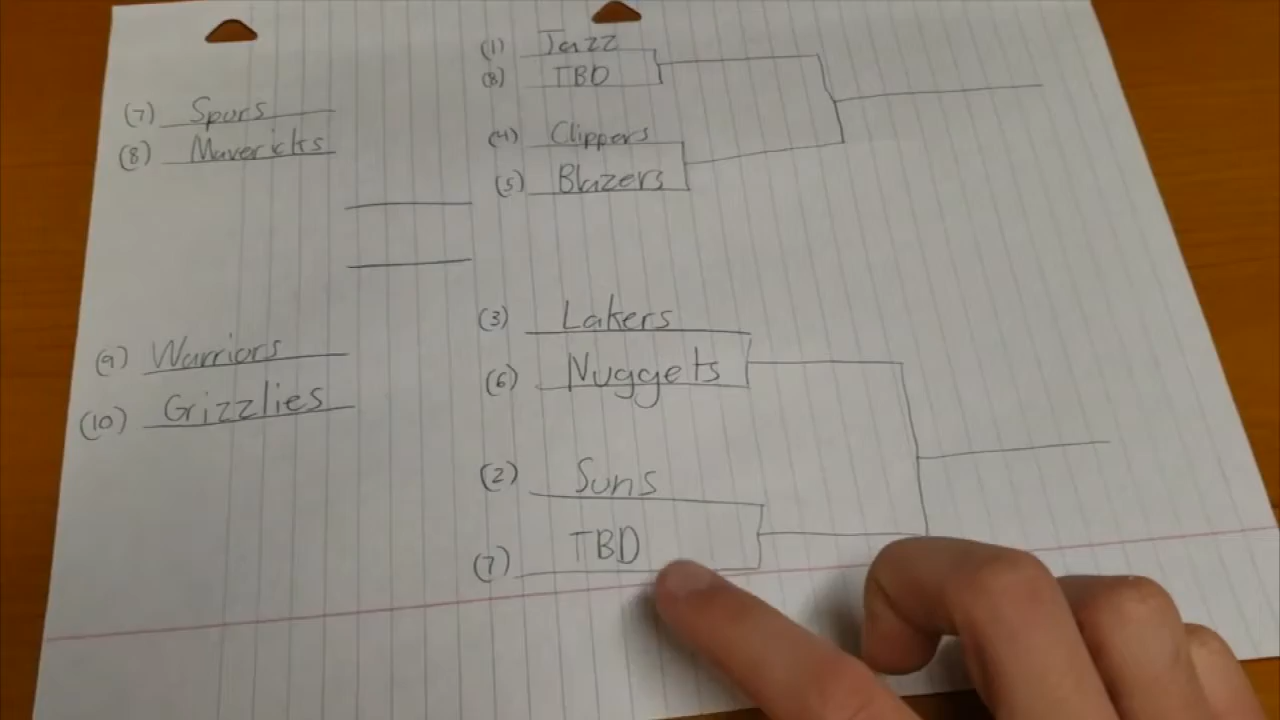 (7) Spurs
(8) Mavericks
(9) Warriors
(10) Grizzlies
(1) Jazz
(8) TBD
(4) Clippers
(5) Blazers
(3) Lakers
(6) Nuggets
(2) Suns
(7) TBD